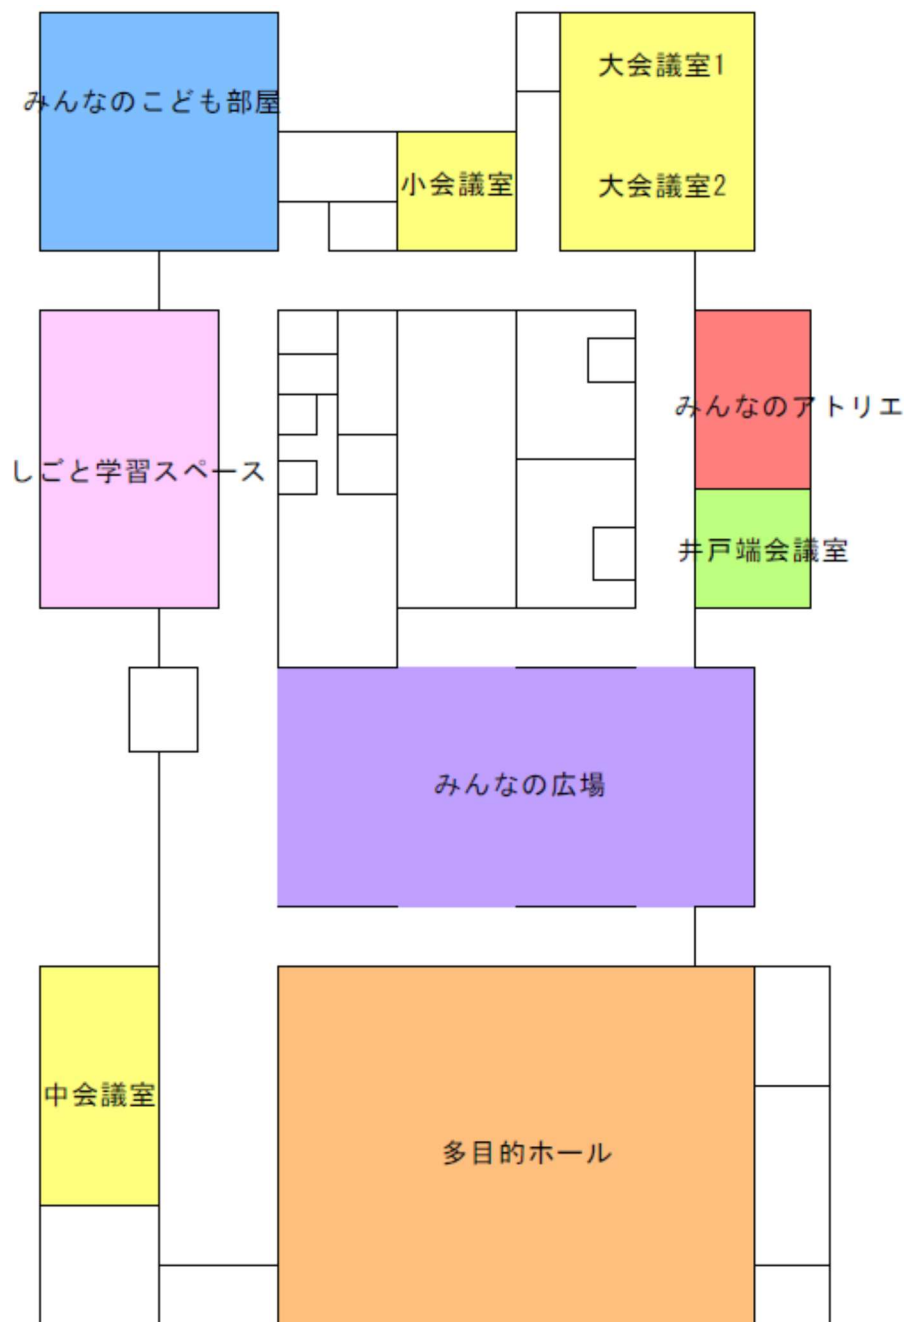 大会議室1
みんなのこども部屋
小会議室
大会議室2
みんなのアトリエ
しごと学習スペース
井戸端会議室
みんなの広場
中会議室
多目的ホール